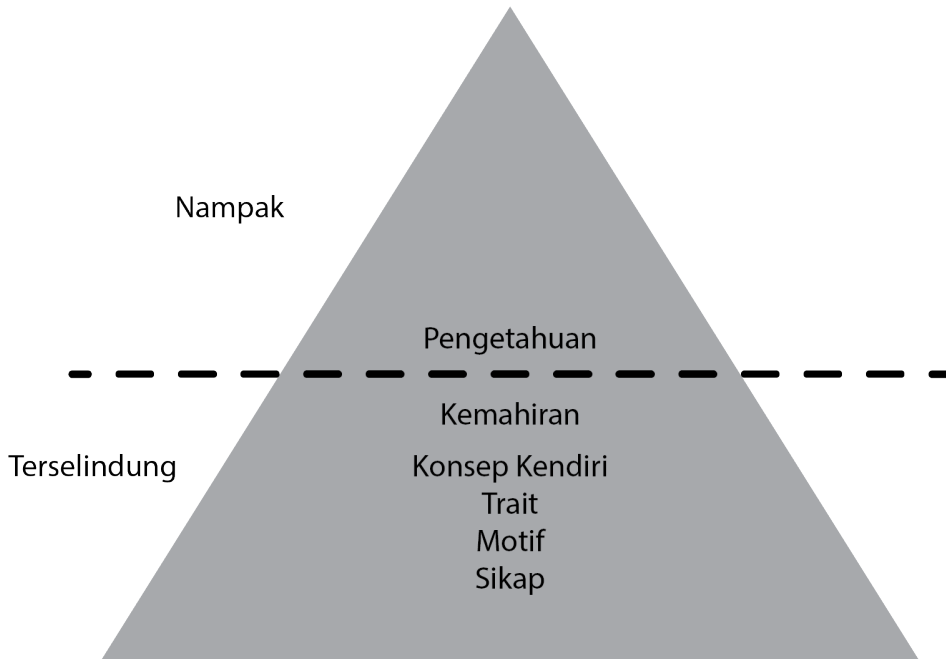 Nampak
Pengetahuan
Kemahiran
Terselindung
Konsep Kendiri
Trait
Motif
Sikap